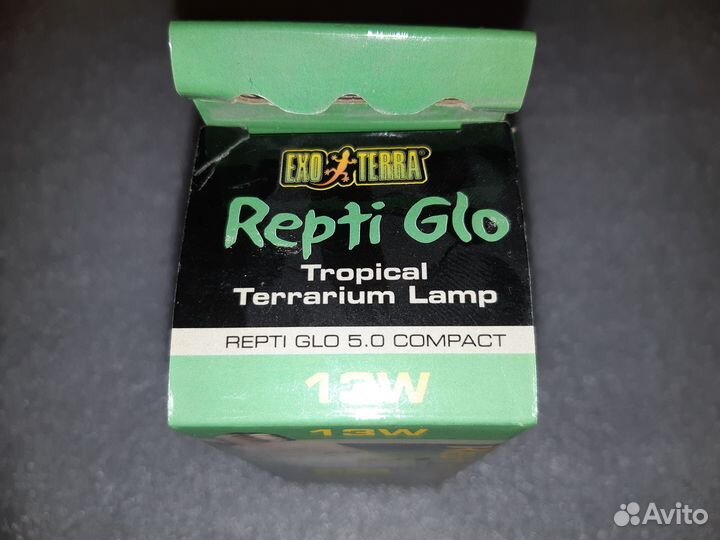 EXO TERRA®
Repti Glo
Tropical
Terrarium Lamp
REPTI GLO 5.0 COMPACT
13W
13W
Avito